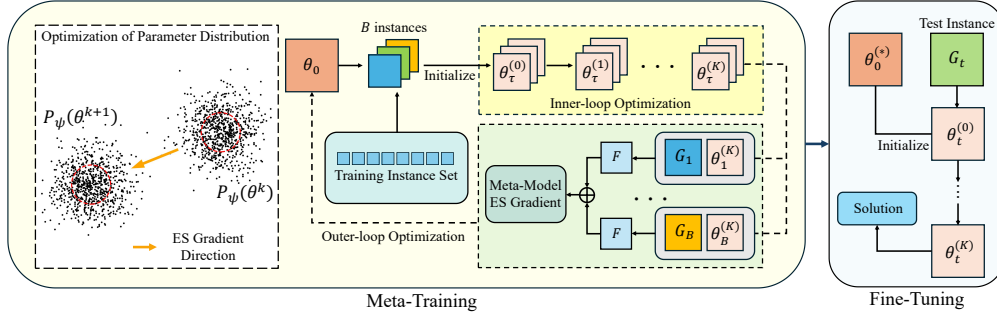 Optimization of Parameter Distribution
P_ψ(θ^{k+1})
P_ψ(θ^k)
ES Gradient
Direction
B instances
θ_0
Initialize
θ_τ^{(0)}
θ_τ^{(1)}
· · ·
θ_τ^{(K)}
Inner-loop Optimization
Training Instance Set
Outer-loop Optimization
Meta-Model
ES Gradient
F
G_1
θ_1^{(K)}
· · ·
F
G_B
θ_B^{(K)}
Meta-Training
Test Instance
θ_0^{(*)}
G_t
Initialize
θ_t^{(0)}
Solution
θ_t^{(K)}
Fine-Tuning